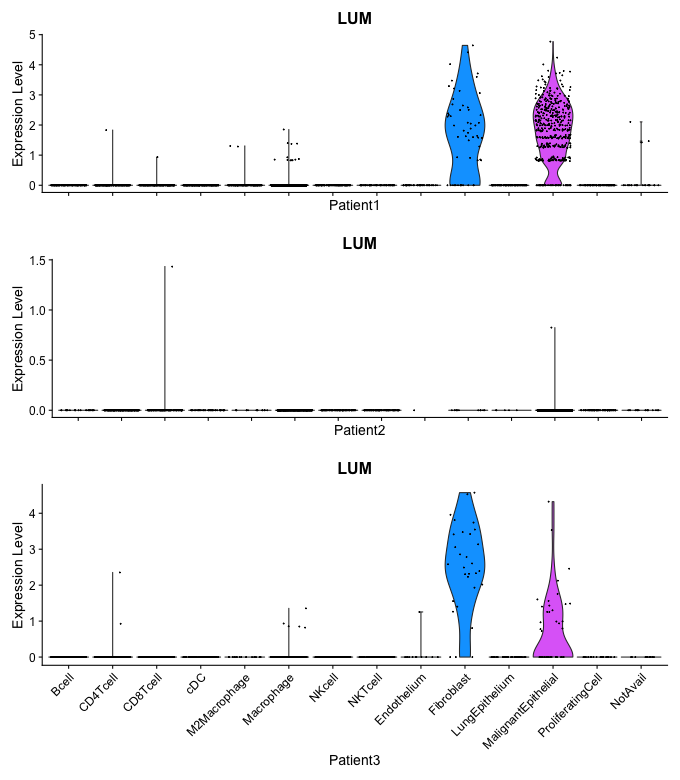 LUM
Expression Level
5
4
3
2
1
0
Patient1
LUM
Expression Level
1.5
1.0
0.5
0.0
Patient2
LUM
Expression Level
4
3
2
1
0
Bcell
CD4Tcell
CD8Tcell
cDC
M2Macrophage
Macrophage
NKcell
NKTcell
Endothelium
Fibroblast
LungEpithelium
MalignantEpithelial
ProliferatingCell
NotAvail
Patient3